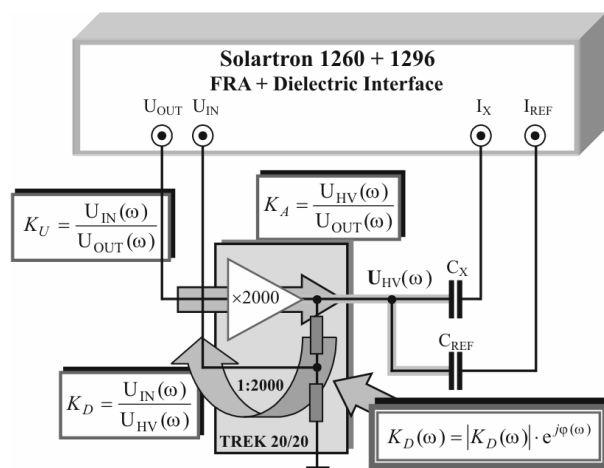 Solartron 1260 + 1296
FRA + Dielectric Interface
U_OUT U_IN I_X I_REF
K_U = U_IN(ω) / U_OUT(ω)
K_A = U_HV(ω) / U_OUT(ω)
×2000
U_HV(ω)
C_X
C_REF
1:2000
K_D = U_IN(ω) / U_HV(ω)
TREK 20/20
K_D(ω) = |K_D(ω)| · e^{jφ(ω)}